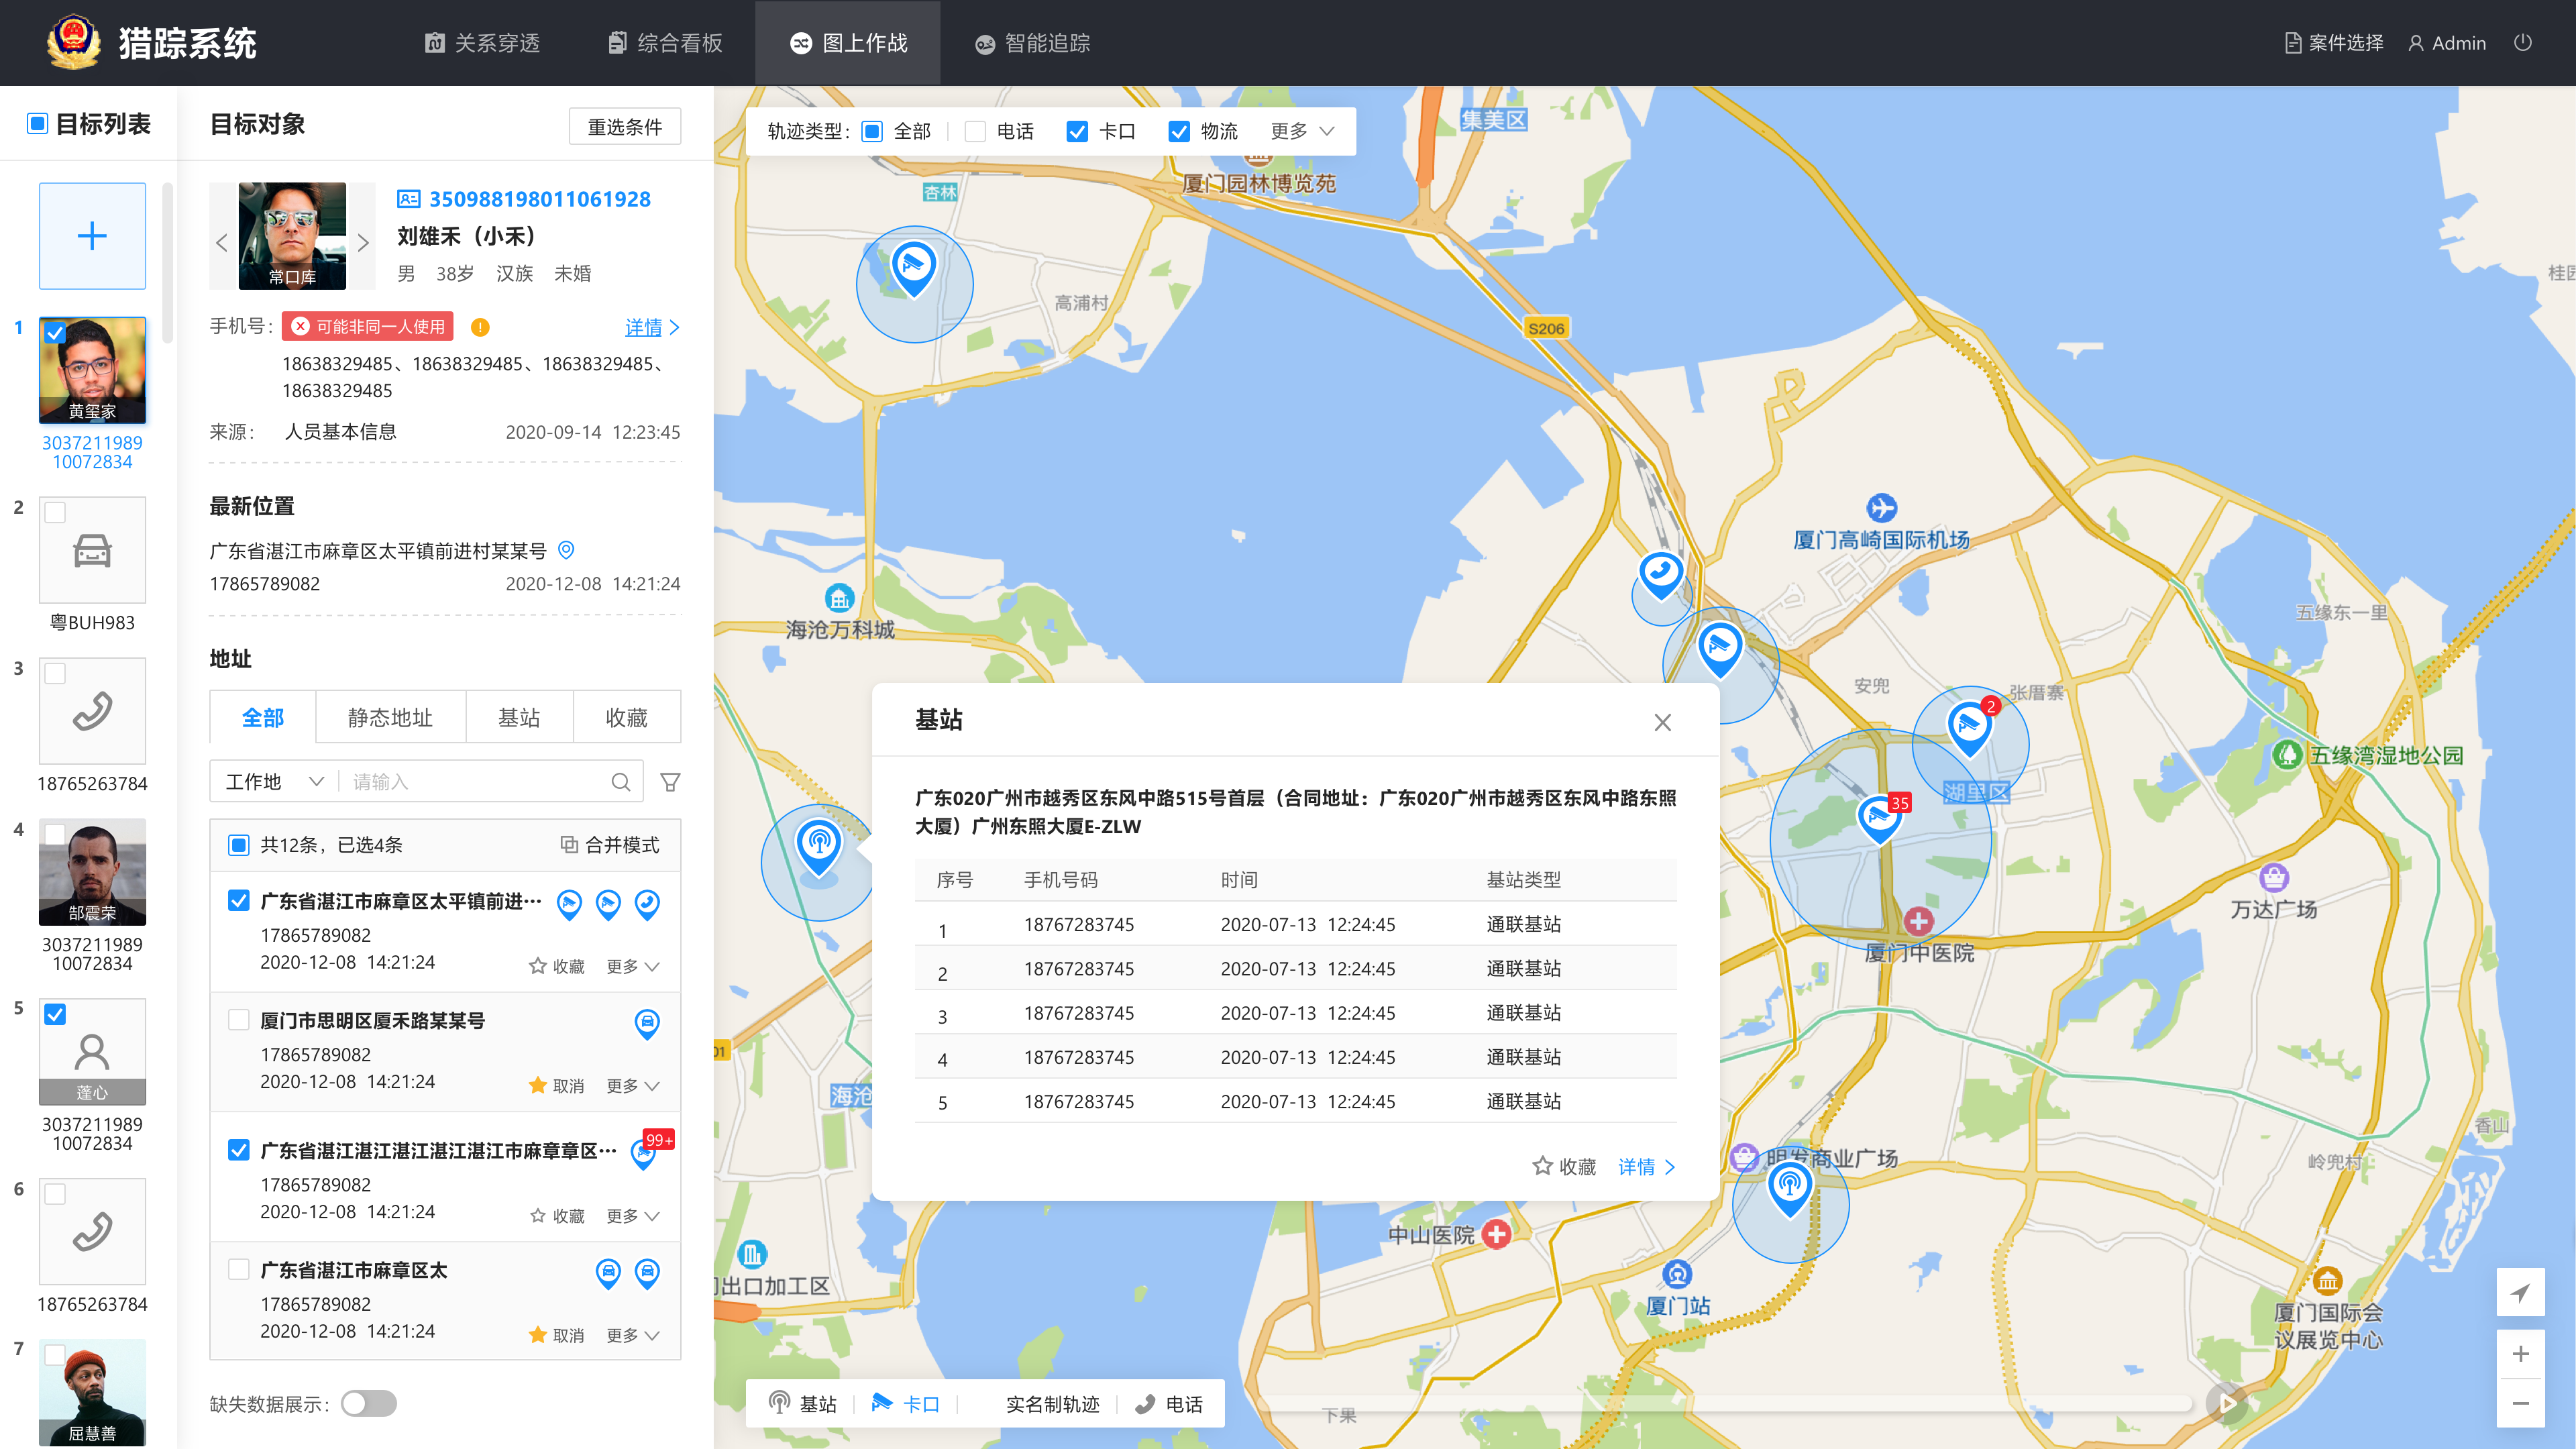 猎踪系统
关系穿透
综合看板
图上作战
智能追踪
案件选择
Admin
目标列表
1
黄玺家
3037211989
10072834
2
粤BUH983
3
18765263784
4
郜震荣
3037211989
10072834
5
蓬心
3037211989
10072834
6
18765263784
7
屈慧善
目标对象
重选条件
常口库
350988198011061928
刘雄禾（小禾）
男 38岁 汉族 未婚
手机号： 可能非同一人使用 详情
18638329485、18638329485、18638329485、
18638329485
来源： 人员基本信息 2020-09-14 12:23:45
最新位置
广东省湛江市麻章区太平镇前进村某某号
17865789082 2020-12-08 14:21:24
地址
全部 静态地址 基站 收藏
工作地 请输入
共12条，已选4条 合并模式
广东省湛江市麻章区太平镇前进···
17865789082
2020-12-08 14:21:24 收藏 更多
厦门市思明区厦禾路某某号
17865789082
2020-12-08 14:21:24 取消 更多
广东省湛江湛江湛江湛江湛江市麻章章区··· 99+
17865789082
2020-12-08 14:21:24 收藏 更多
广东省湛江市麻章区太
17865789082
2020-12-08 14:21:24 取消 更多
缺失数据展示：
轨迹类型： 全部 电话 卡口 物流 更多
集美区
杏林
厦门园林博览苑
高浦村
S206
桂园
厦门高崎国际机场
海沧万科城
五缘东一里
安兜
张厝寨
2
五缘湾湿地公园
湖里区
35
万达广场
厦门中医院
01
海沧
基站
广东020广州市越秀区东风中路515号首层（合同地址：广东020广州市越秀区东风中路东照
大厦）广州东照大厦E-ZLW
序号 手机号码 时间 基站类型
1 18767283745 2020-07-13 12:24:45 通联基站
2 18767283745 2020-07-13 12:24:45 通联基站
3 18767283745 2020-07-13 12:24:45 通联基站
4 18767283745 2020-07-13 12:24:45 通联基站
5 18767283745 2020-07-13 12:24:45 通联基站
收藏 详情
香山
明发商业广场
岭兜村
中山医院
出口加工区
厦门站
厦门国际会
议展览中心
下果
基站 卡口 实名制轨迹 电话